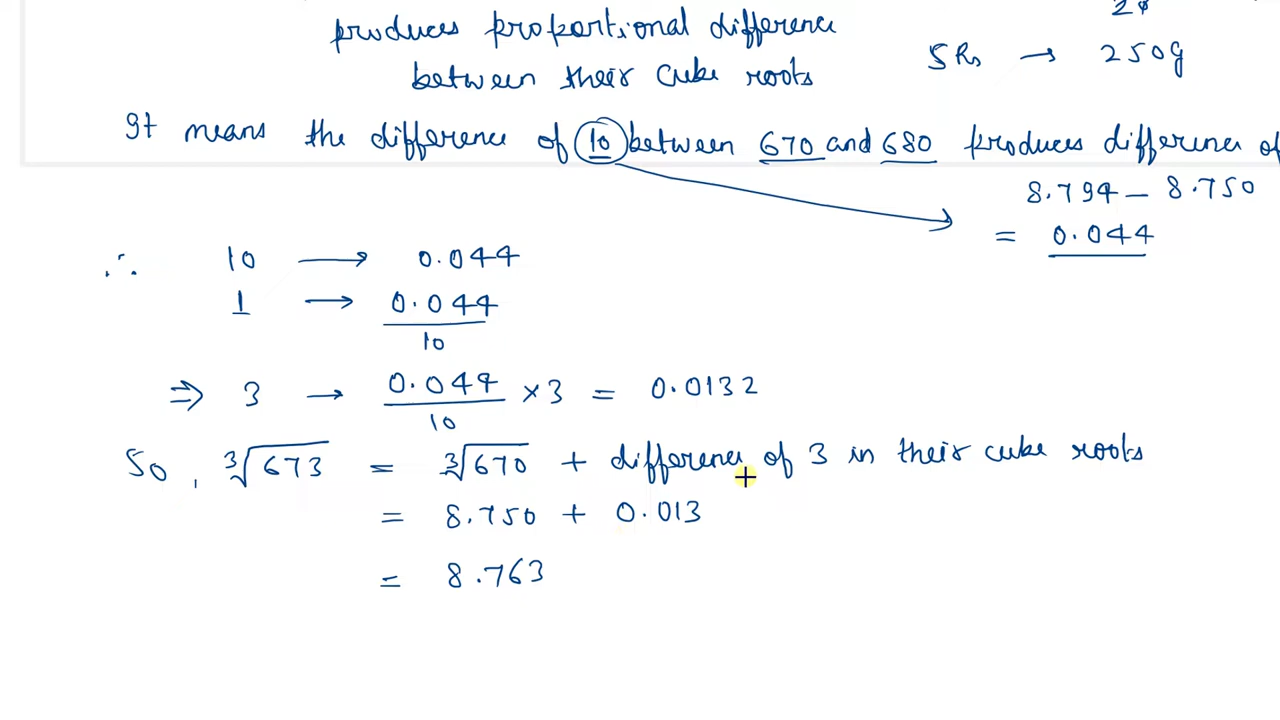 produces proportional difference
between their cube roots
2
5 Rs → 250g
It means the difference of 10 between 670 and 680 produces difference of
8.794 – 8.750
= 0.044
∴ 10 → 0.044
1 → 0.044/10
⇒ 3 → 0.044/10 × 3 = 0.0132
So, ∛673 = ∛670 + difference of 3 in their cube roots
= 8.750 + 0.013
= 8.763